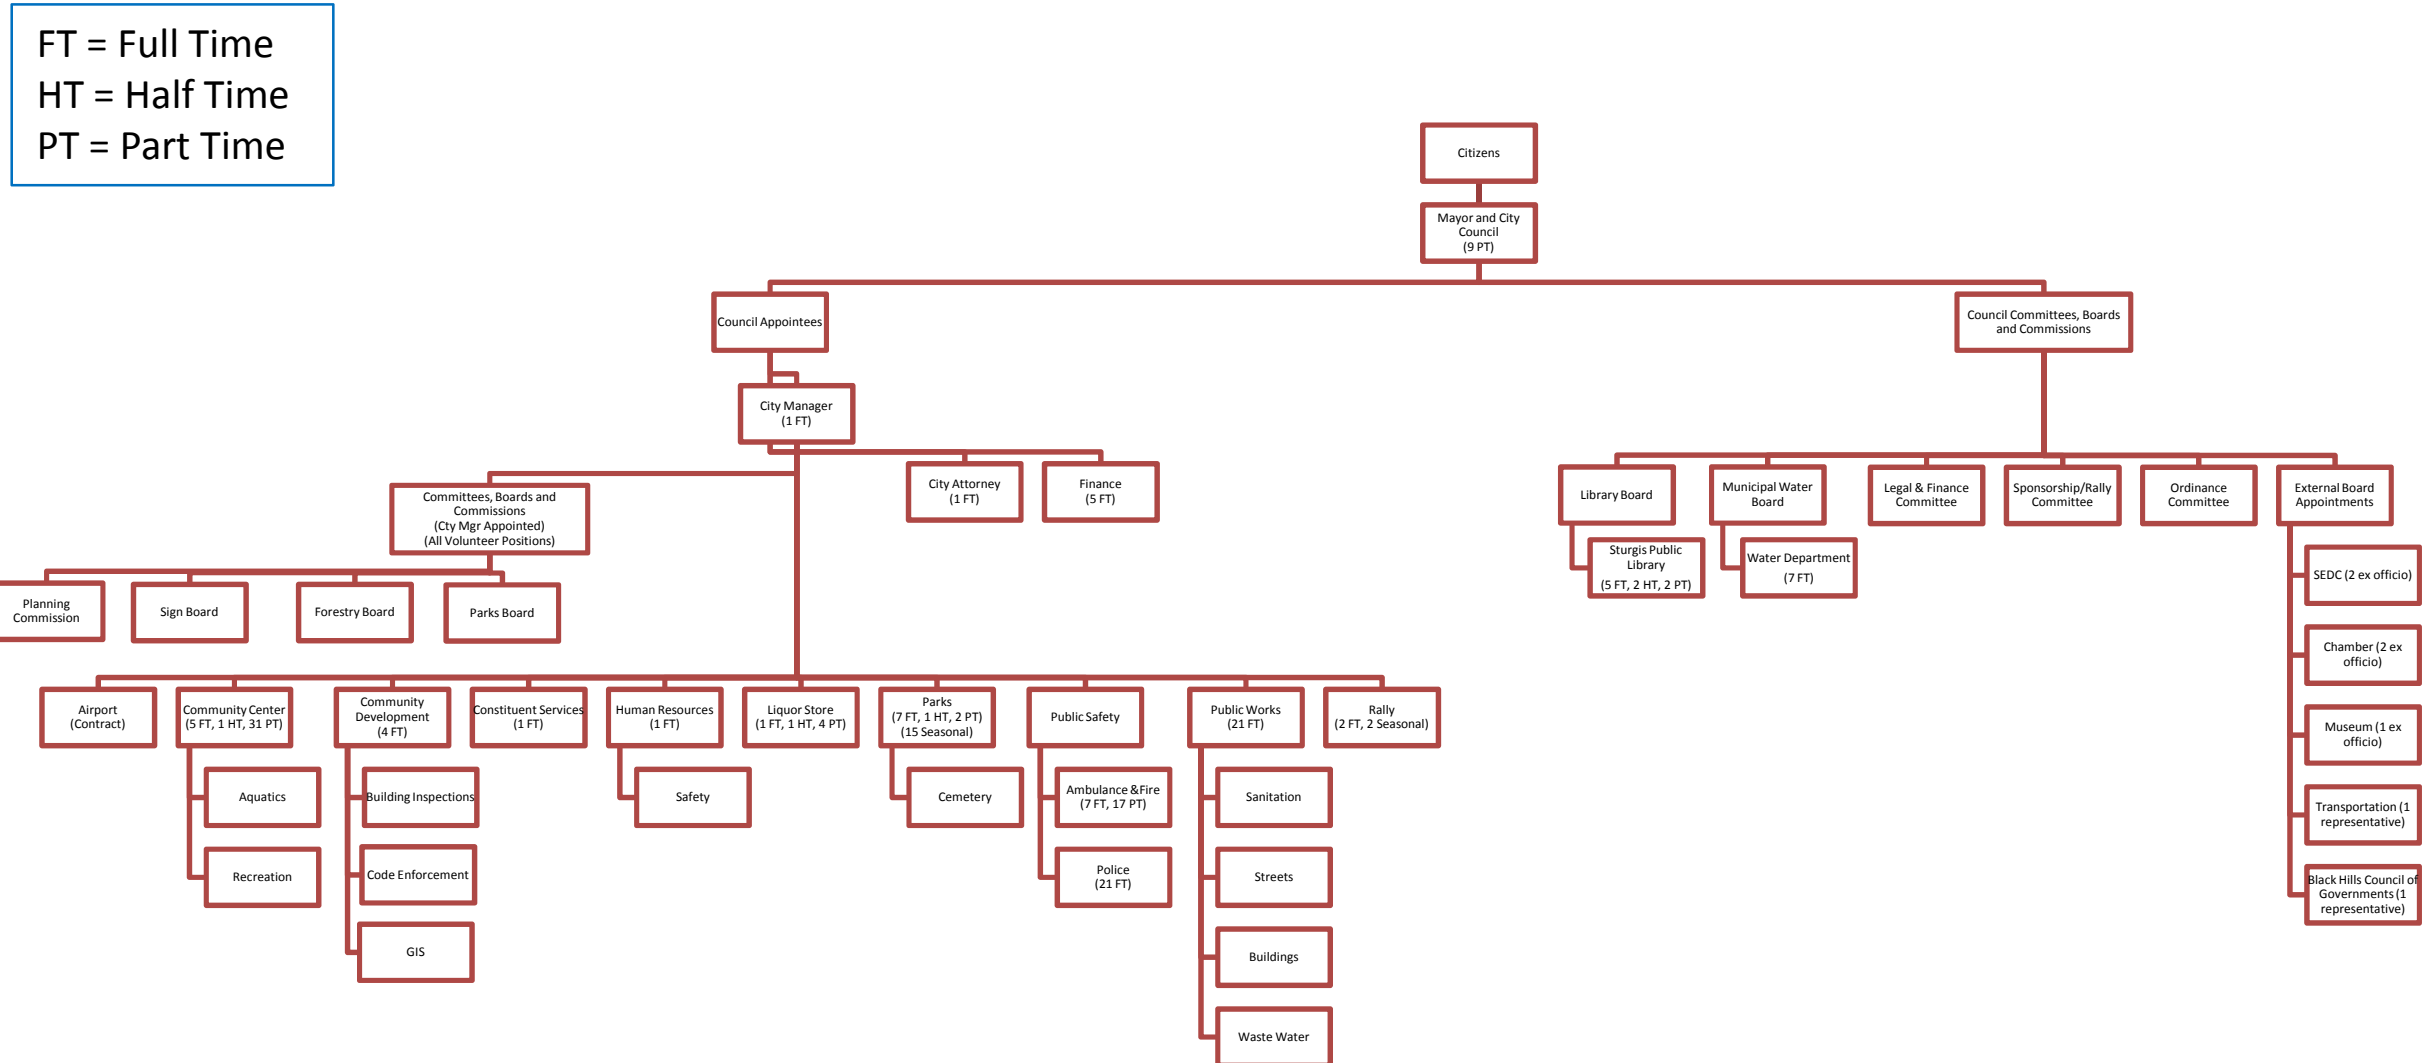 FT = Full Time
HT = Half Time
PT = Part Time
Citizens
Mayor and City
Council
(9 PT)
Council Appointees
Council Committees, Boards
and Commissions
City Manager
(1 FT)
City Attorney
(1 FT)
Finance
(5 FT)
Committees, Boards and
Commissions
(Cty Mgr Appointed)
(All Volunteer Positions)
Planning
Commission
Sign Board
Forestry Board
Parks Board
Library Board
Municipal Water
Board
Legal & Finance
Committee
Sponsorship/Rally
Committee
Ordinance
Committee
External Board
Appointments
Sturgis Public
Library
(5 FT, 2 HT, 2 PT)
Water Department
(7 FT)
SEDC (2 ex officio)
Chamber (2 ex
officio)
Museum (1 ex
officio)
Transportation (1
representative)
Black Hills Council of
Governments (1
representative)
Airport
(Contract)
Community Center
(5 FT, 1 HT, 31 PT)
Community
Development
(4 FT)
Constituent Services
(1 FT)
Human Resources
(1 FT)
Liquor Store
(1 FT, 1 HT, 4 PT)
Parks
(7 FT, 1 HT, 2 PT)
(15 Seasonal)
Public Safety
Public Works
(21 FT)
Rally
(2 FT, 2 Seasonal)
Aquatics
Recreation
Building Inspections
Code Enforcement
GIS
Safety
Cemetery
Ambulance &Fire
(7 FT, 17 PT)
Police
(21 FT)
Sanitation
Streets
Buildings
Waste Water